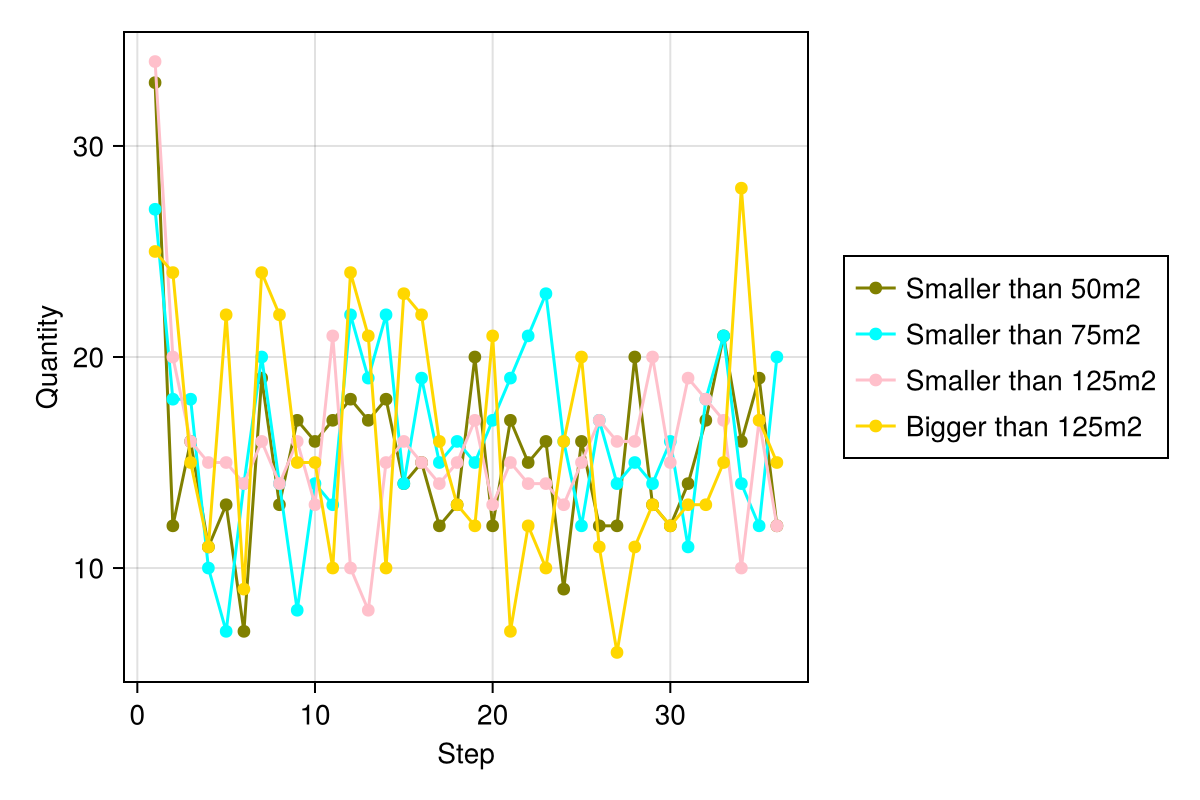 30
20
10
Quantity
0
10
20
30
Step
Smaller than 50m2
Smaller than 75m2
Smaller than 125m2
Bigger than 125m2